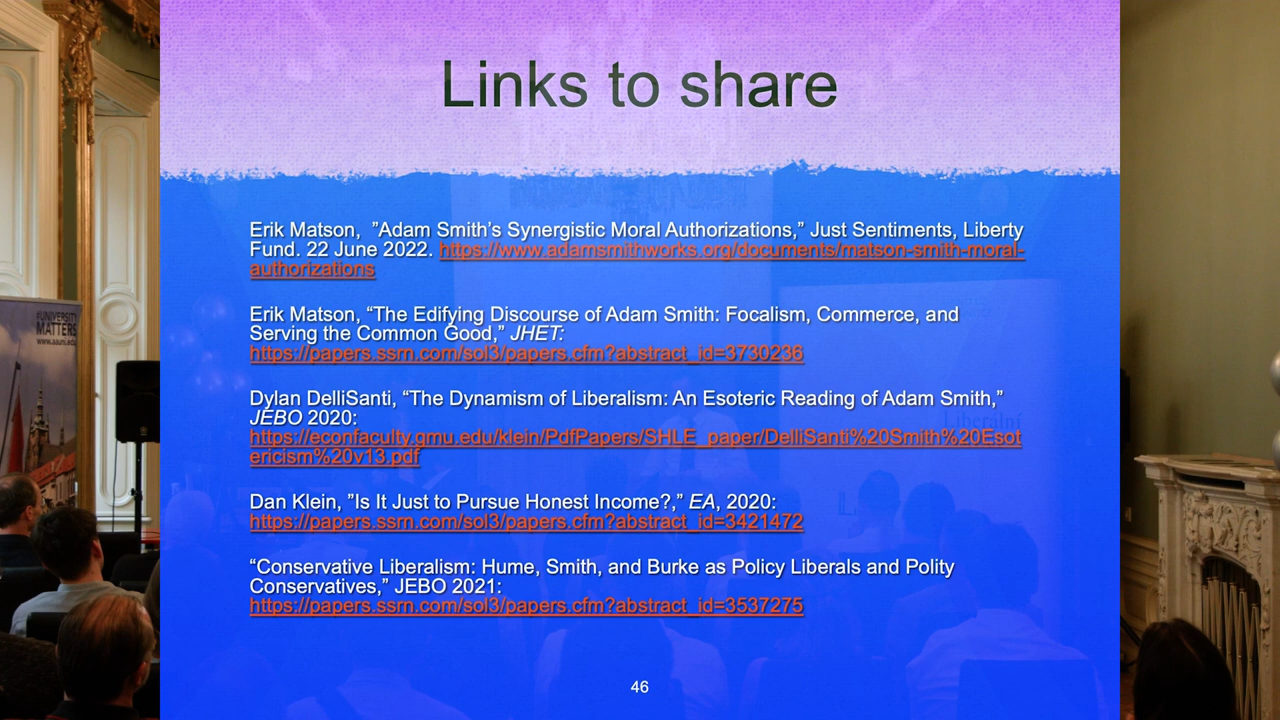 Links to share
Erik Matson,  ”Adam Smith’s Synergistic Moral Authorizations,” Just Sentiments, Liberty
Fund. 22 June 2022. https://www.adamsmithworks.org/documents/matson-smith-moral-
authorizations
Erik Matson, “The Edifying Discourse of Adam Smith: Focalism, Commerce, and
Serving the Common Good,” JHET:
https://papers.ssrn.com/sol3/papers.cfm?abstract_id=3730236
Dylan DelliSanti, “The Dynamism of Liberalism: An Esoteric Reading of Adam Smith,”
JEBO 2020:
https://econfaculty.gmu.edu/klein/PdfPapers/SHLE_paper/DelliSanti%20Smith%20Esot
ericism%20v13.pdf
Dan Klein, ”Is It Just to Pursue Honest Income?,” EA, 2020:
https://papers.ssrn.com/sol3/papers.cfm?abstract_id=3421472
“Conservative Liberalism: Hume, Smith, and Burke as Policy Liberals and Polity
Conservatives,” JEBO 2021:
https://papers.ssrn.com/sol3/papers.cfm?abstract_id=3537275
46
#UNIVERSITY
MATTERS
Liberální